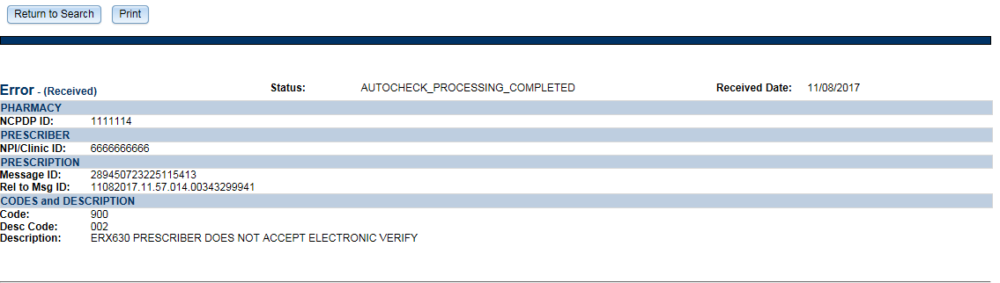 Return to Search Print
Error - (Received) Status: AUTOCHECK_PROCESSING_COMPLETED Received Date: 11/08/2017
PHARMACY
NCPDP ID: 1111114
PRESCRIBER
NPI/Clinic ID: 6666666666
PRESCRIPTION
Message ID: 289450723225115413
Rel to Msg ID: 11082017.11.57.014.00343299941
CODES and DESCRIPTION
Code: 900
Desc Code: 002
Description: ERX630 PRESCRIBER DOES NOT ACCEPT ELECTRONIC VERIFY